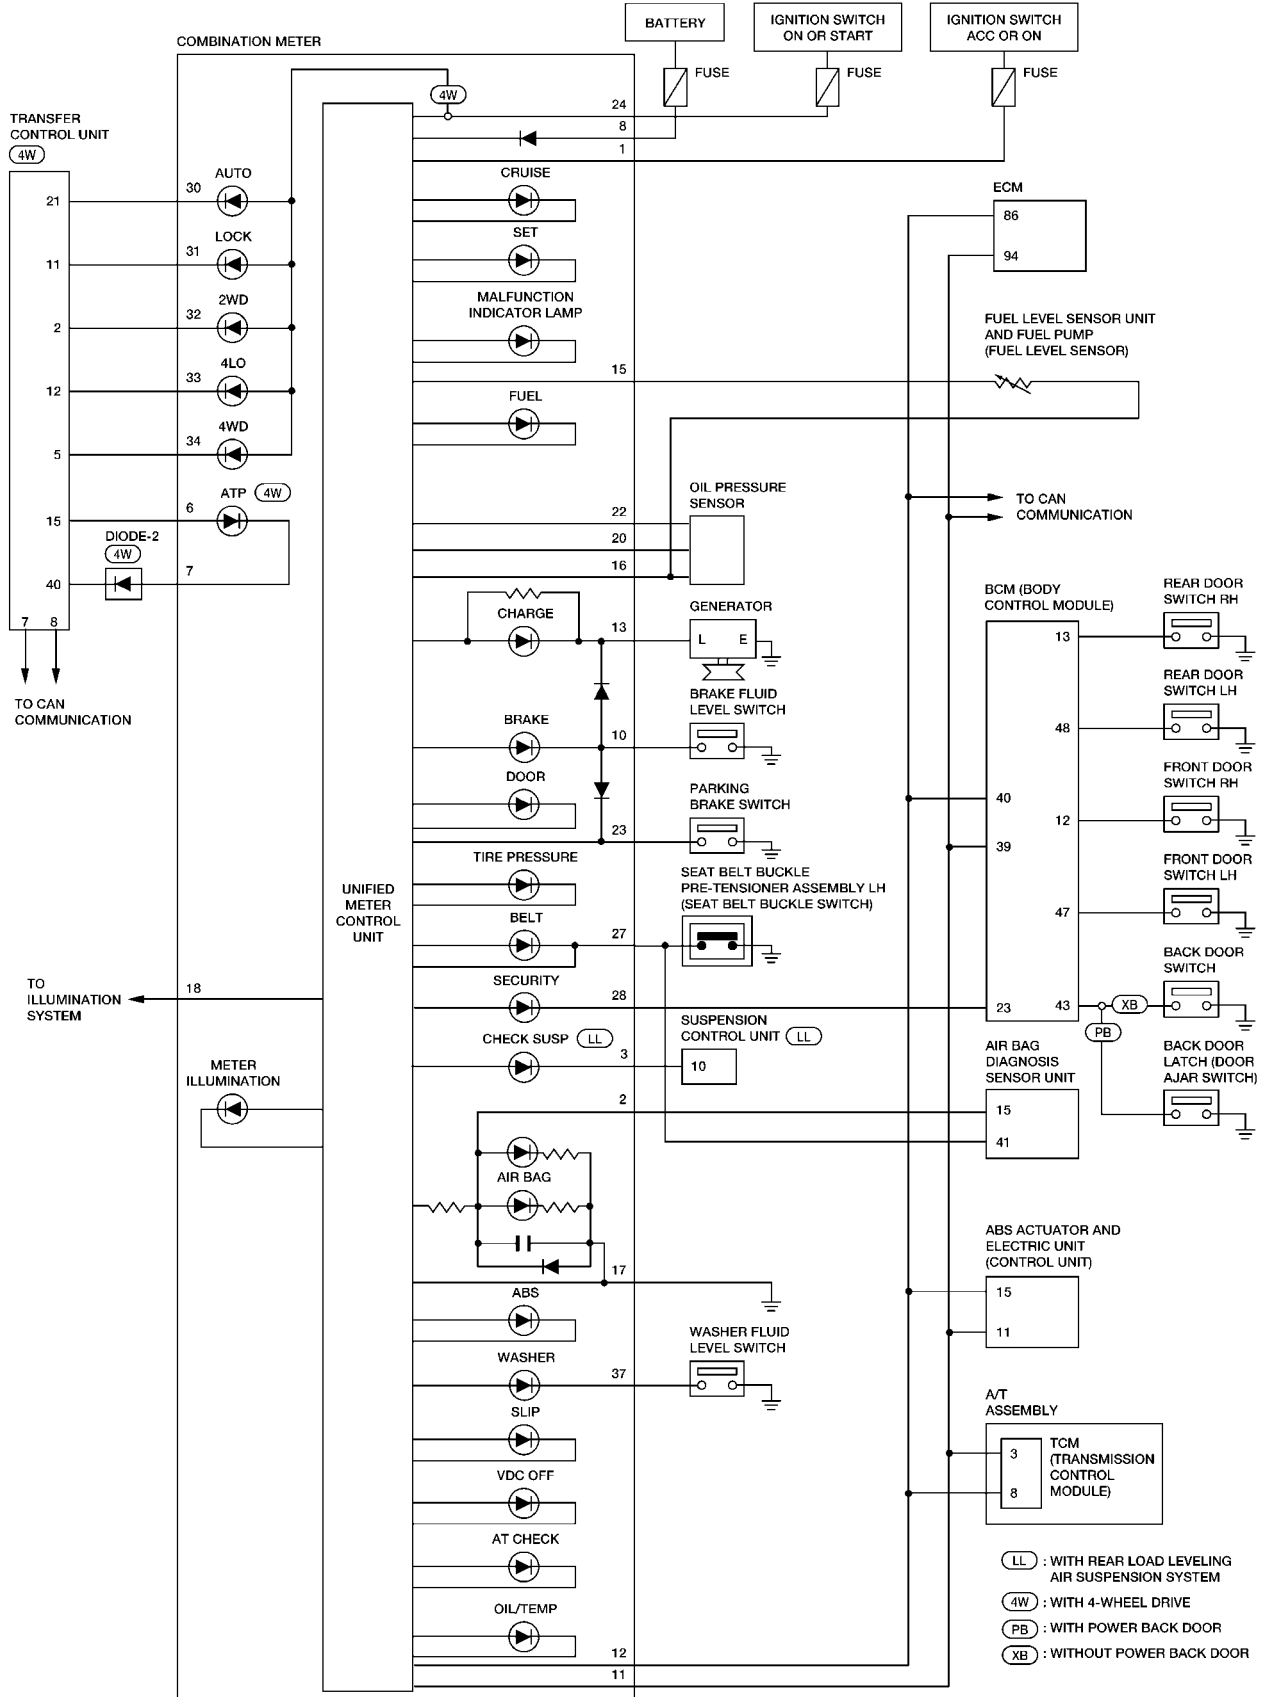 BATTERY
IGNITION SWITCH
ON OR START
IGNITION SWITCH
ACC OR ON
COMBINATION METER
FUSE
FUSE
FUSE
4W
24
8
1
TRANSFER
CONTROL UNIT
4W
21
11
2
12
5
15
40
7
8
TO CAN
COMMUNICATION
30
AUTO
31
LOCK
32
2WD
33
4LO
34
4WD
6
ATP
4W
DIODE-2
4W
7
TO
ILLUMINATION
SYSTEM
18
METER
ILLUMINATION
UNIFIED
METER
CONTROL
UNIT
CRUISE
SET
MALFUNCTION
INDICATOR LAMP
15
FUEL
22
20
16
CHARGE
13
BRAKE
10
DOOR
23
TIRE PRESSURE
BELT
27
SECURITY
28
CHECK SUSP
LL
3
2
AIR BAG
17
ABS
WASHER
37
SLIP
VDC OFF
AT CHECK
OIL/TEMP
12
11
OIL PRESSURE
SENSOR
GENERATOR
L
E
BRAKE FLUID
LEVEL SWITCH
PARKING
BRAKE SWITCH
SEAT BELT BUCKLE
PRE-TENSIONER ASSEMBLY LH
(SEAT BELT BUCKLE SWITCH)
SUSPENSION
CONTROL UNIT
LL
10
WASHER FLUID
LEVEL SWITCH
ECM
86
94
FUEL LEVEL SENSOR UNIT
AND FUEL PUMP
(FUEL LEVEL SENSOR)
TO CAN
COMMUNICATION
BCM (BODY
CONTROL MODULE)
13
48
40
12
39
47
23
43
XB
PB
REAR DOOR
SWITCH RH
REAR DOOR
SWITCH LH
FRONT DOOR
SWITCH RH
FRONT DOOR
SWITCH LH
BACK DOOR
SWITCH
BACK DOOR
LATCH (DOOR
AJAR SWITCH)
AIR BAG
DIAGNOSIS
SENSOR UNIT
15
41
ABS ACTUATOR AND
ELECTRIC UNIT
(CONTROL UNIT)
15
11
A/T
ASSEMBLY
3
8
TCM
(TRANSMISSION
CONTROL
MODULE)
LL : WITH REAR LOAD LEVELING
AIR SUSPENSION SYSTEM
4W : WITH 4-WHEEL DRIVE
PB : WITH POWER BACK DOOR
XB : WITHOUT POWER BACK DOOR